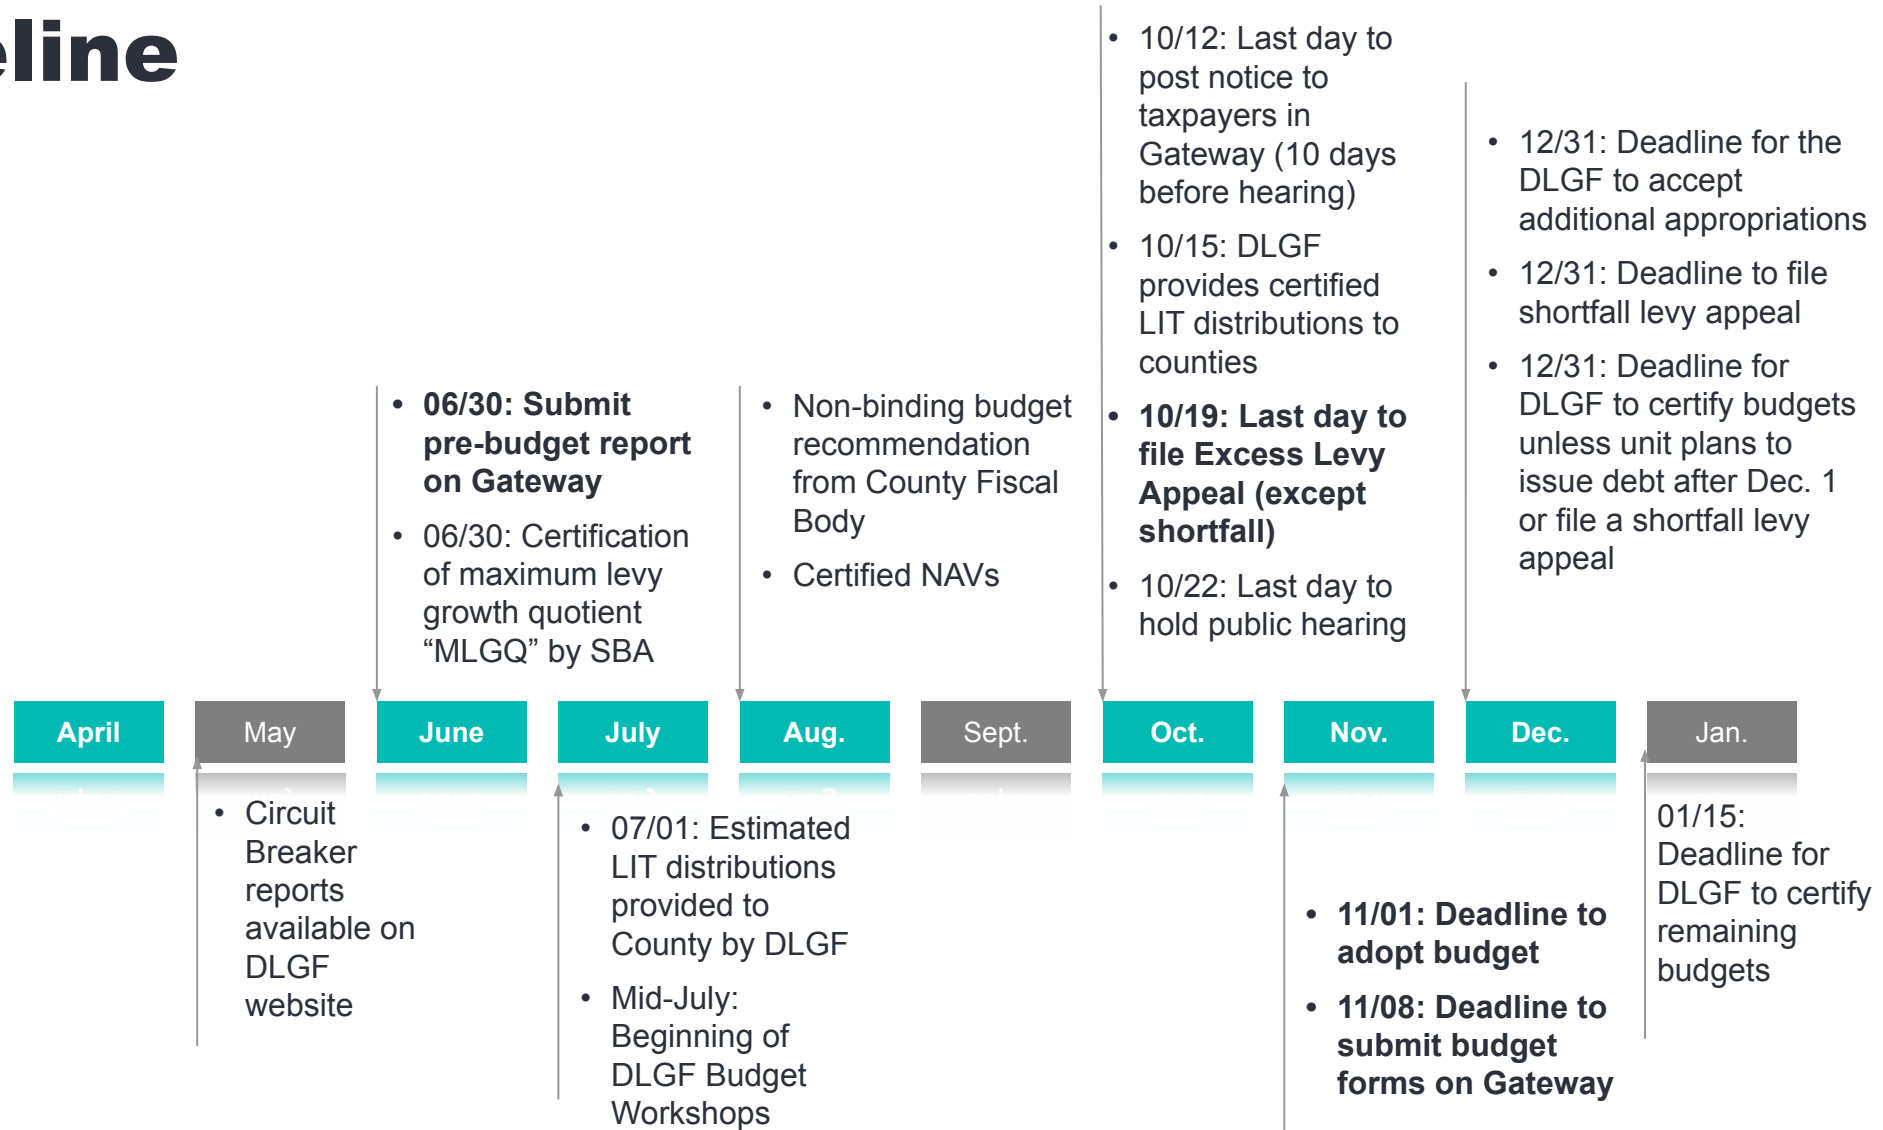 eline
• 10/12: Last day to
post notice to
taxpayers in
Gateway (10 days
before hearing)
• 10/15: DLGF
provides certified
LIT distributions to
counties
• 10/19: Last day to
file Excess Levy
Appeal (except
shortfall)
• 10/22: Last day to
hold public hearing
• 12/31: Deadline for the
DLGF to accept
additional appropriations
• 12/31: Deadline to file
shortfall levy appeal
• 12/31: Deadline for
DLGF to certify budgets
unless unit plans to
issue debt after Dec. 1
or file a shortfall levy
appeal
• 06/30: Submit
pre-budget report
on Gateway
• 06/30: Certification
of maximum levy
growth quotient
“MLGQ” by SBA
• Non-binding budget
recommendation
from County Fiscal
Body
• Certified NAVs
April
May
June
July
Aug.
Sept.
Oct.
Nov.
Dec.
Jan.
• Circuit
Breaker
reports
available on
DLGF
website
• 07/01: Estimated
LIT distributions
provided to
County by DLGF
• Mid-July:
Beginning of
DLGF Budget
Workshops
• 11/01: Deadline to
adopt budget
• 11/08: Deadline to
submit budget
forms on Gateway
01/15:
Deadline for
DLGF to certify
remaining
budgets